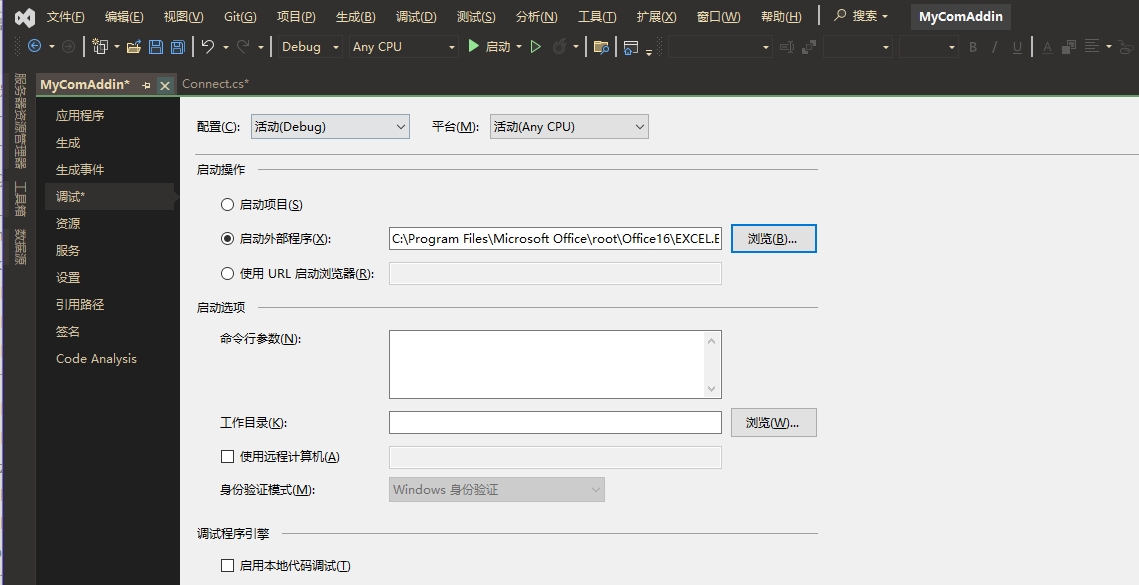 文件(F) 编辑(E) 视图(V) Git(G) 项目(P) 生成(B) 调试(D) 测试(S) 分析(N) 工具(T) 扩展(X) 窗口(W) 帮助(H) 搜索 MyComAddin
Debug Any CPU 启动 B I U A
服务器资源管理器
工具箱
数据源
MyComAddin* Connect.cs*
应用程序
生成
生成事件
调试*
资源
服务
设置
引用路径
签名
Code Analysis
配置(C): 活动(Debug) 平台(M): 活动(Any CPU)
启动操作
启动项目(S)
启动外部程序(X): C:\Program Files\Microsoft Office\root\Office16\EXCEL.E 浏览(B)...
使用 URL 启动浏览器(R):
启动选项
命令行参数(N):
工作目录(K): 浏览(W)...
使用远程计算机(A)
身份验证模式(M): Windows 身份验证
调试程序引擎
启用本地代码调试(T)